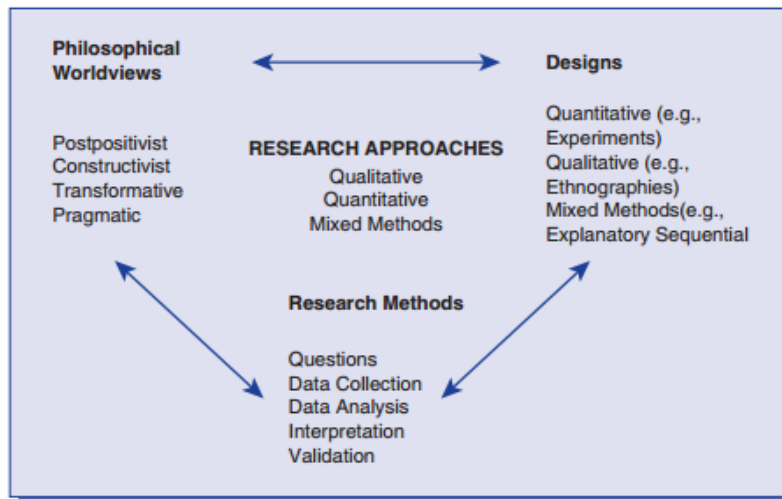 Philosophical
Worldviews
Designs
Postpositivist
Constructivist
Transformative
Pragmatic
RESEARCH APPROACHES
Qualitative
Quantitative
Mixed Methods
Quantitative (e.g.,
Experiments)
Qualitative (e.g.,
Ethnographies)
Mixed Methods(e.g.,
Explanatory Sequential
Research Methods
Questions
Data Collection
Data Analysis
Interpretation
Validation